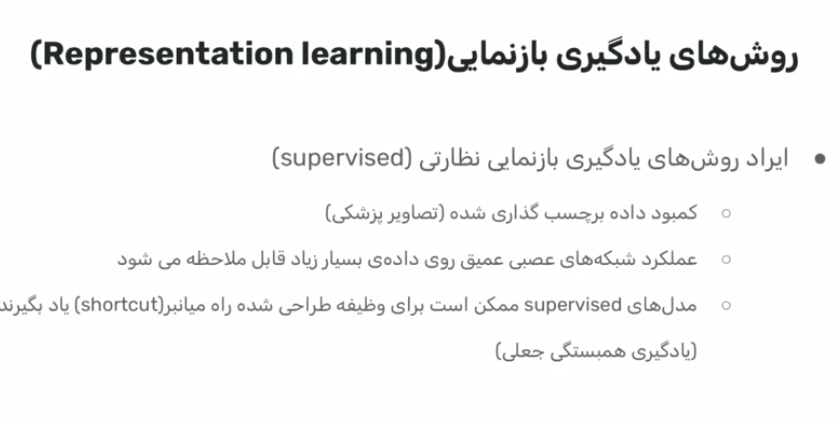 روش‌های یادگیری بازنمایی(Representation learning)
● ایراد روش‌های یادگیری بازنمایی نظارتی (supervised)
○ کمبود داده برچسب گذاری شده (تصاویر پزشکی)
○ عملکرد شبکه‌های عصبی عمیق روی داده‌ی بسیار زیاد قابل ملاحظه می شود
○ مدل‌های supervised ممکن است برای وظیفه طراحی شده راه میانبر(shortcut) یاد بگیرند
(یادگیری همبستگی جعلی)